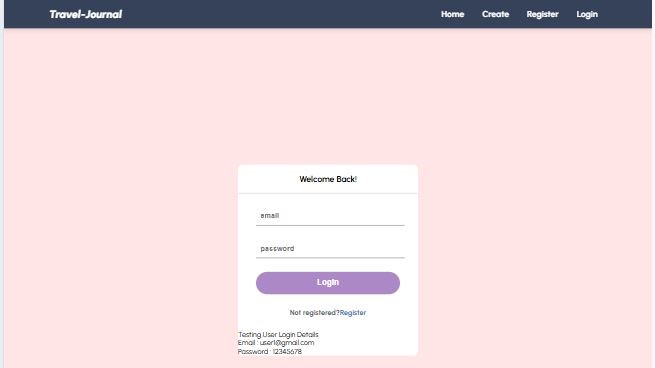 Travel-Journal
Home Create Register Login
Welcome Back!
email
password
Login
Not registered?Register
Testing User Login Details
Email : user1@gmail.com
Password : 12345678